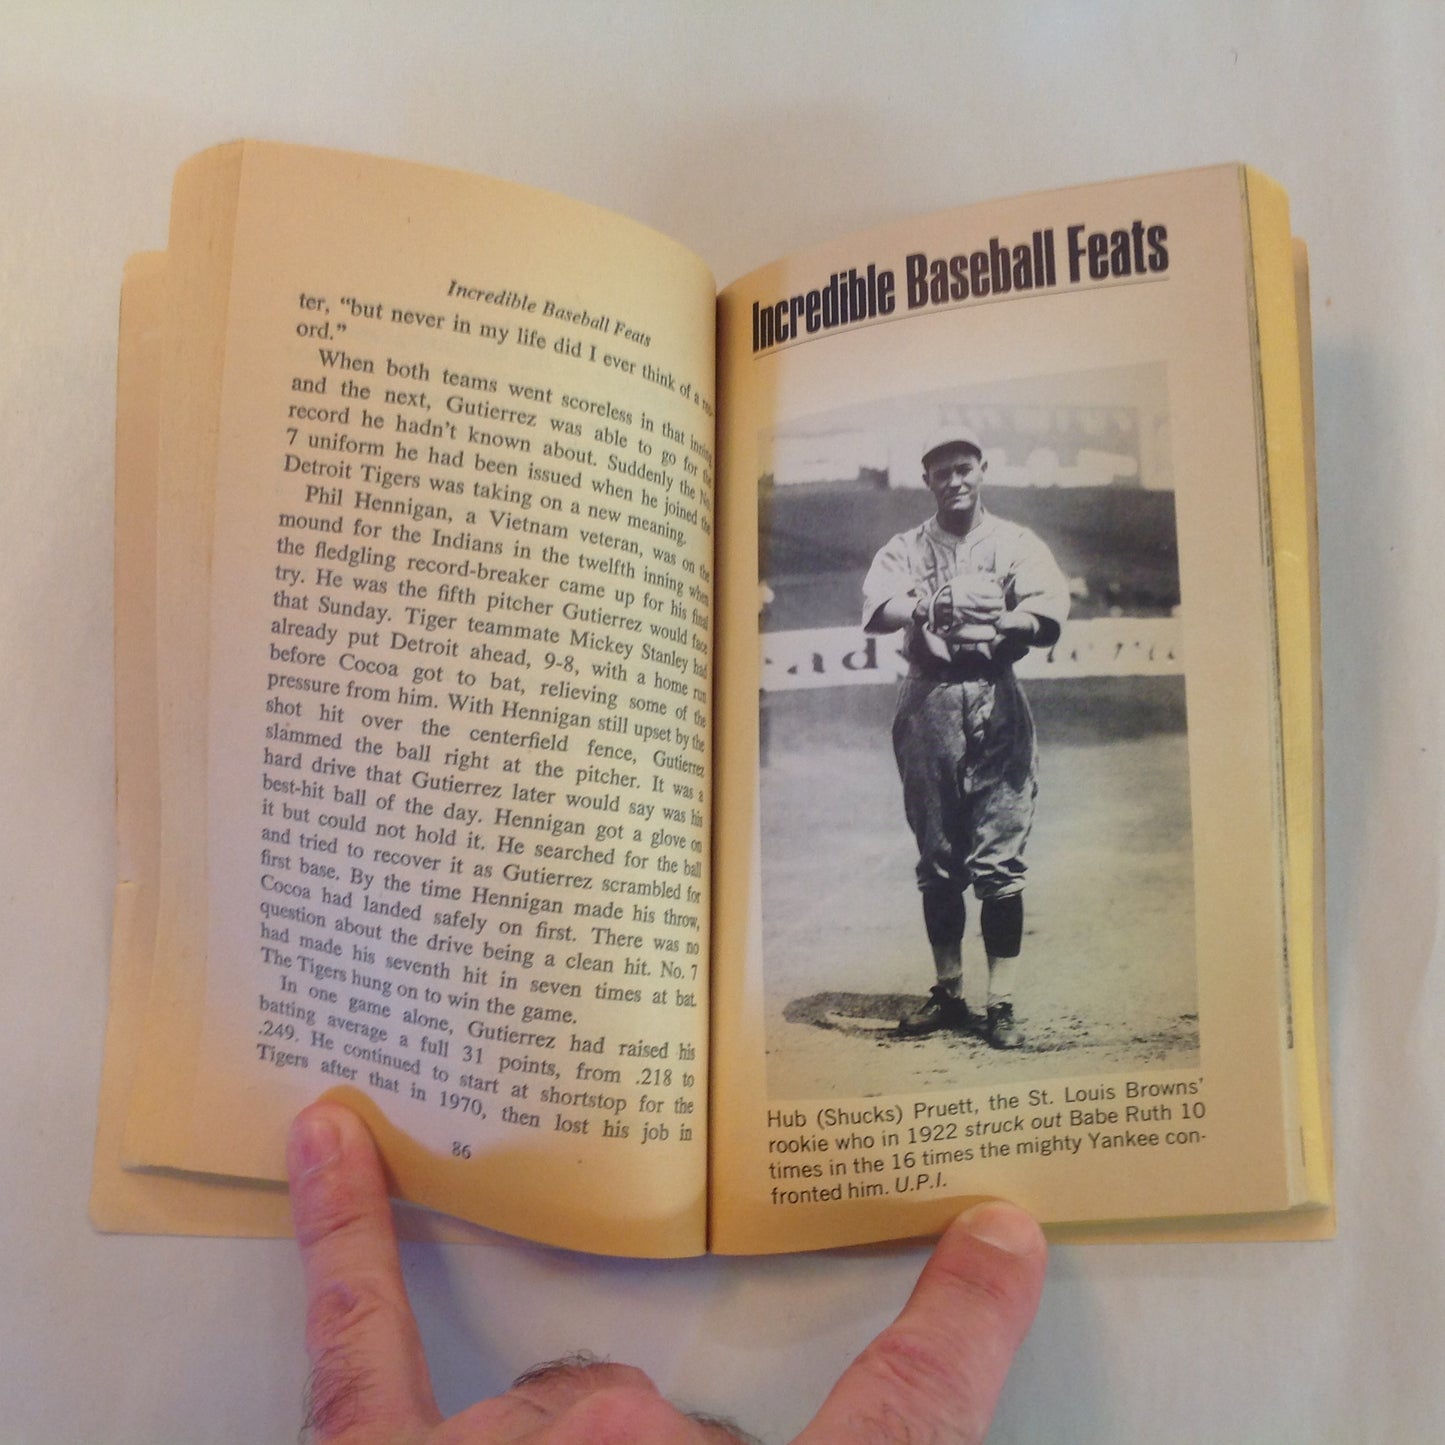 Incredible Baseball Feats
ter, “but never in my life did I ever think of a
ord.”
When both teams went scoreless in that inning
and the next, Gutierrez was able to go for the
record he hadn’t known about. Suddenly the No.
7 uniform he had been issued when he joined the
Detroit Tigers was taking on a new meaning.
Phil Hennigan, a Vietnam veteran, was on the
mound for the Indians in the twelfth inning when
the fledgling record-breaker came up for his final
try. He was the fifth pitcher Gutierrez would face
that Sunday. Tiger teammate Mickey Stanley had
already put Detroit ahead, 9-8, with a home run
before Cocoa got to bat, relieving some of the
pressure from him. With Hennigan still upset by the
shot hit over the centerfield fence, Gutierrez
slammed the ball right at the pitcher. It was a
hard drive that Gutierrez later would say was his
best-hit ball of the day. Hennigan got a glove on
it but could not hold it. He searched for the ball
and tried to recover it as Gutierrez scrambled for
first base. By the time Hennigan made his throw,
Cocoa had landed safely on first. There was no
question about the drive being a clean hit. No. 7
had made his seventh hit in seven times at bat.
The Tigers hung on to win the game.
In one game alone, Gutierrez had raised his
batting average a full 31 points, from .218 to
.249. He continued to start at shortstop for the
Tigers after that in 1970, then lost his job in
86
Incredible Baseball Feats
Hub (Shucks) Pruett, the St. Louis Browns’
rookie who in 1922 struck out Babe Ruth 10
times in the 16 times the mighty Yankee con-
fronted him. U.P.I.